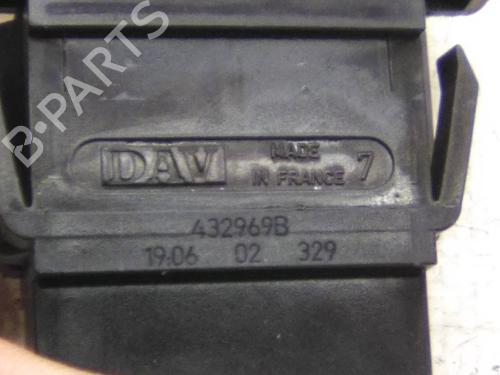 DAV MADE IN FRANCE 7
432969B
19.06 02 329
B-PARTS